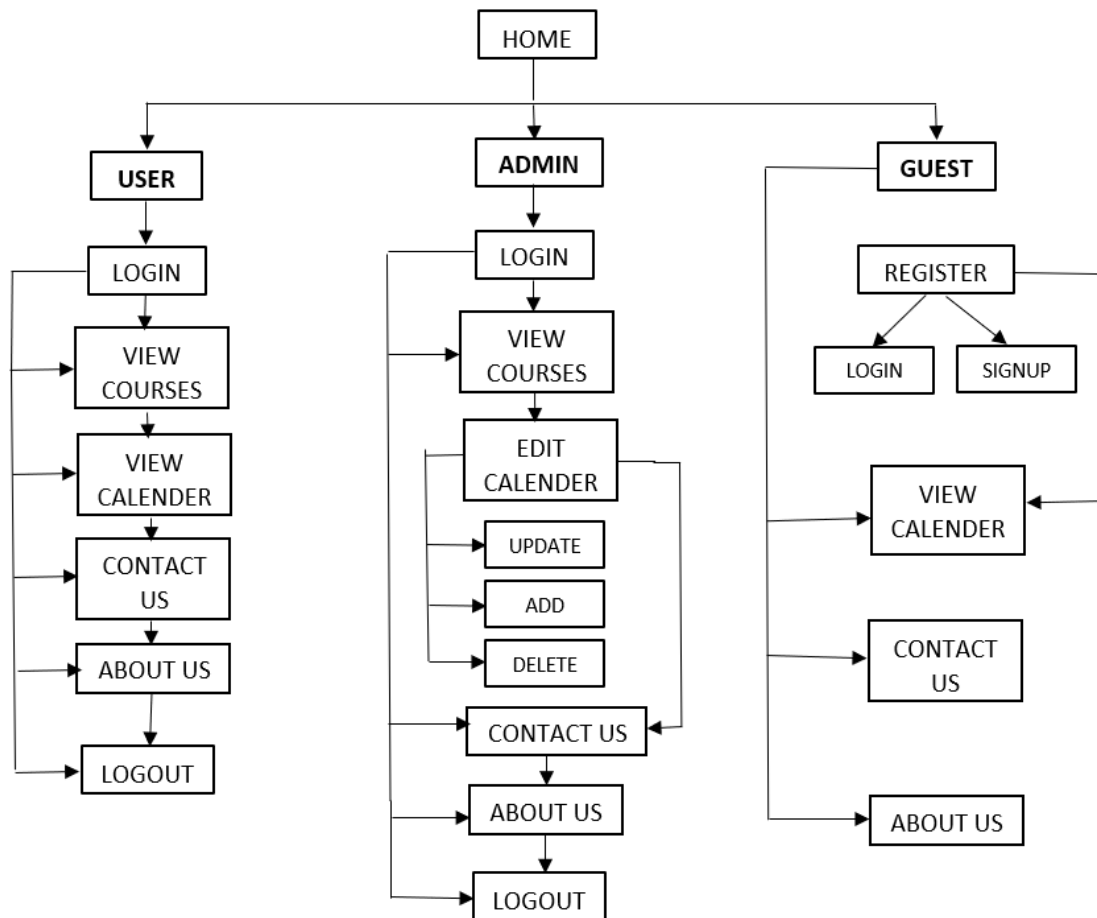 HOME
USER
LOGIN
VIEW
COURSES
VIEW
CALENDER
CONTACT
US
ABOUT US
LOGOUT
ADMIN
LOGIN
VIEW
COURSES
EDIT
CALENDER
UPDATE
ADD
DELETE
CONTACT US
ABOUT US
LOGOUT
GUEST
REGISTER
LOGIN
SIGNUP
VIEW
CALENDER
CONTACT
US
ABOUT US